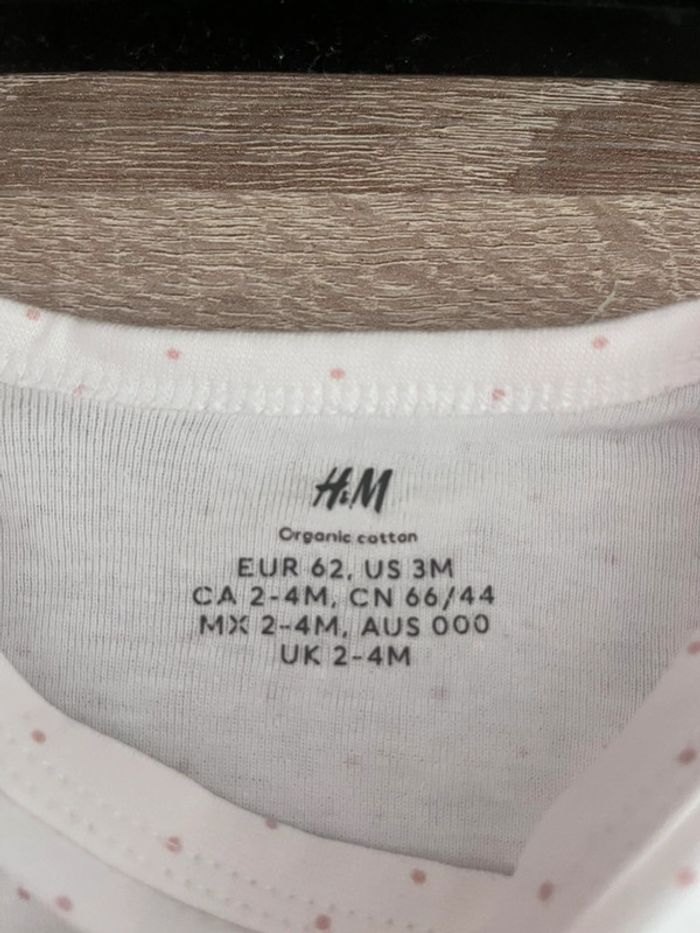 H&M
Organic cotton
EUR 62, US 3M
CA 2-4M, CN 66/44
MX 2-4M, AUS 000
UK 2-4M